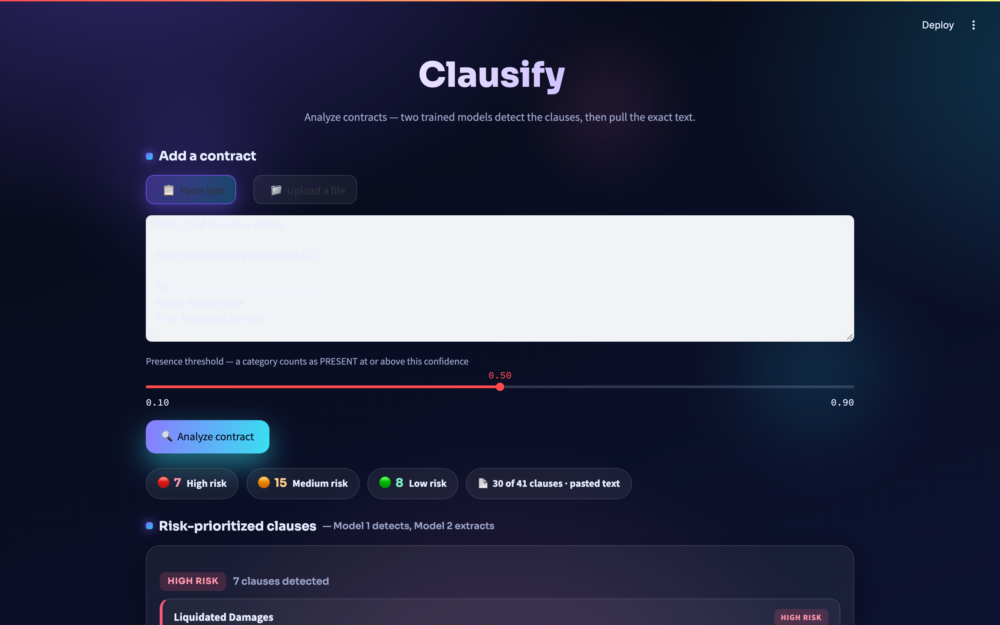 Deploy
Clausify
Analyze contracts — two trained models detect the clauses, then pull the exact text.
Add a contract
Paste text
Upload a file
Title: Chief Executive Officer
BLUE MERIDIAN DISTRIBUTORS LLC
By: ______________________________
Name: Marcus Hale
Title: Managing Director
Presence threshold — a category counts as PRESENT at or above this confidence
0.50
0.10
0.90
Analyze contract
7 High risk
15 Medium risk
8 Low risk
30 of 41 clauses · pasted text
Risk-prioritized clauses — Model 1 detects, Model 2 extracts
HIGH RISK 7 clauses detected
Liquidated Damages
HIGH RISK